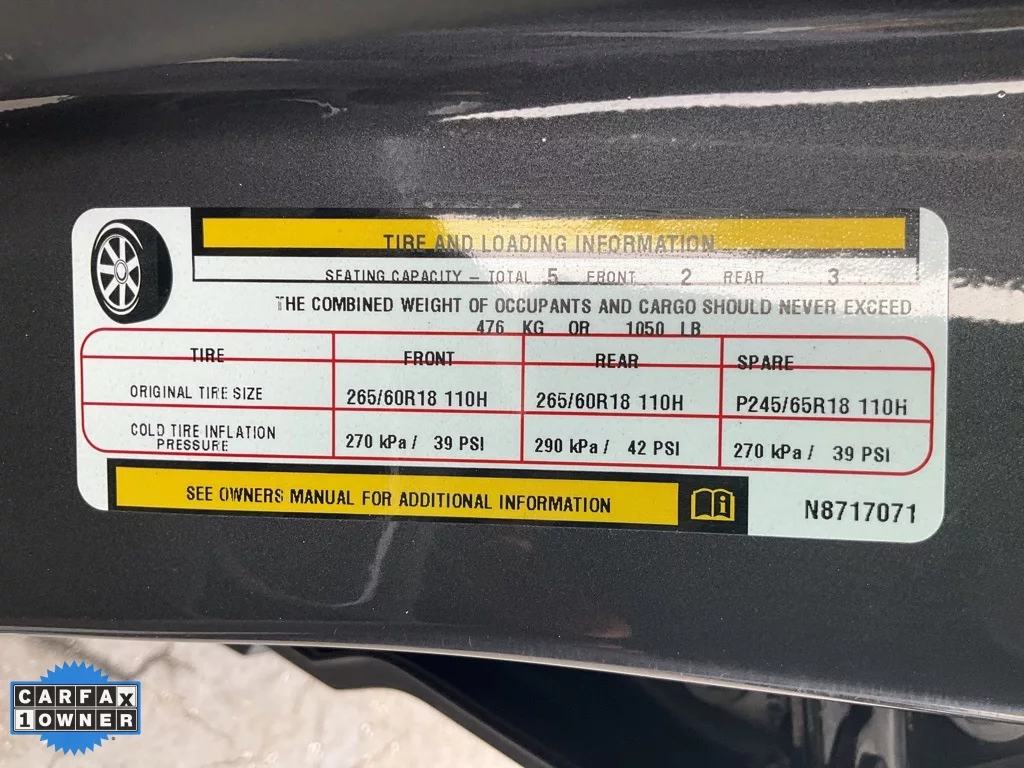 TIRE AND LOADING INFORMATION
SEATING CAPACITY – TOTAL 5 FRONT 2 REAR 3
THE COMBINED WEIGHT OF OCCUPANTS AND CARGO SHOULD NEVER EXCEED
476 KG OR 1050 LB
TIRE FRONT REAR SPARE
ORIGINAL TIRE SIZE 265/60R18 110H 265/60R18 110H P245/65R18 110H
COLD TIRE INFLATION
PRESSURE 270 kPa / 39 PSI 290 kPa / 42 PSI 270 kPa / 39 PSI
SEE OWNERS MANUAL FOR ADDITIONAL INFORMATION
N8717071
CARFAX
1 OWNER